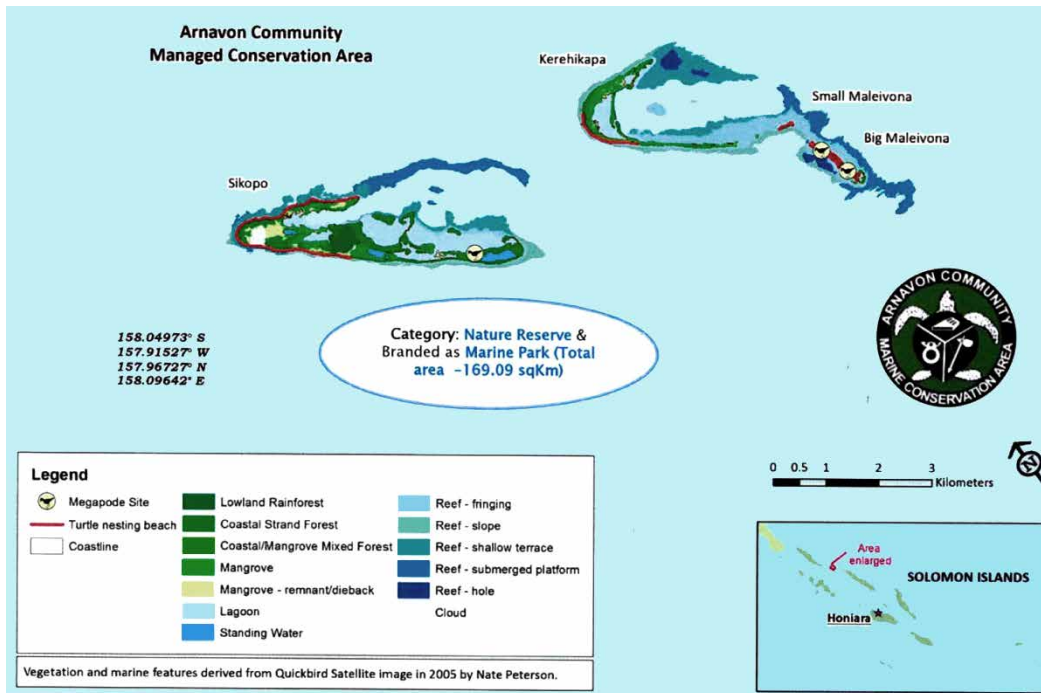 Arnavon Community
Managed Conservation Area
Kerehikapa
Small Maleivona
Big Maleivona
Sikopo
158.04973° S
157.91527° W
157.96727° N
158.09642° E
Category: Nature Reserve &
Branded as Marine Park (Total
area -169.09 sqKm)
ARNAVON COMMUNITY
MARINE CONSERVATION AREA
N
0 0.5 1 2 3
Kilometers
Legend
Megapode Site
Turtle nesting beach
Coastline
Lowland Rainforest
Coastal Strand Forest
Coastal/Mangrove Mixed Forest
Mangrove
Mangrove - remnant/dieback
Lagoon
Standing Water
Reef - fringing
Reef - slope
Reef - shallow terrace
Reef - submerged platform
Reef - hole
Cloud
Area
enlarged
SOLOMON ISLANDS
Honiara
Vegetation and marine features derived from Quickbird Satellite image in 2005 by Nate Peterson.